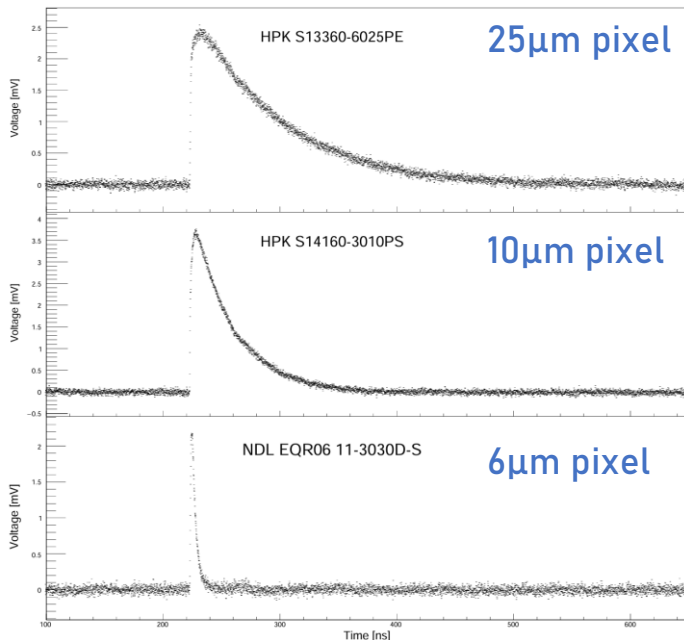 HPK S13360-6025PE
25µm pixel
Voltage [mV]
2.5
2
1.5
1
0.5
0
HPK S14160-3010PS
10µm pixel
Voltage [mV]
4
3.5
3
2.5
2
1.5
1
0.5
0
−0.5
NDL EQR06 11-3030D-S
6µm pixel
Voltage [mV]
2
1.5
1
0.5
0
100 200 300 400 500 600
Time [ns]